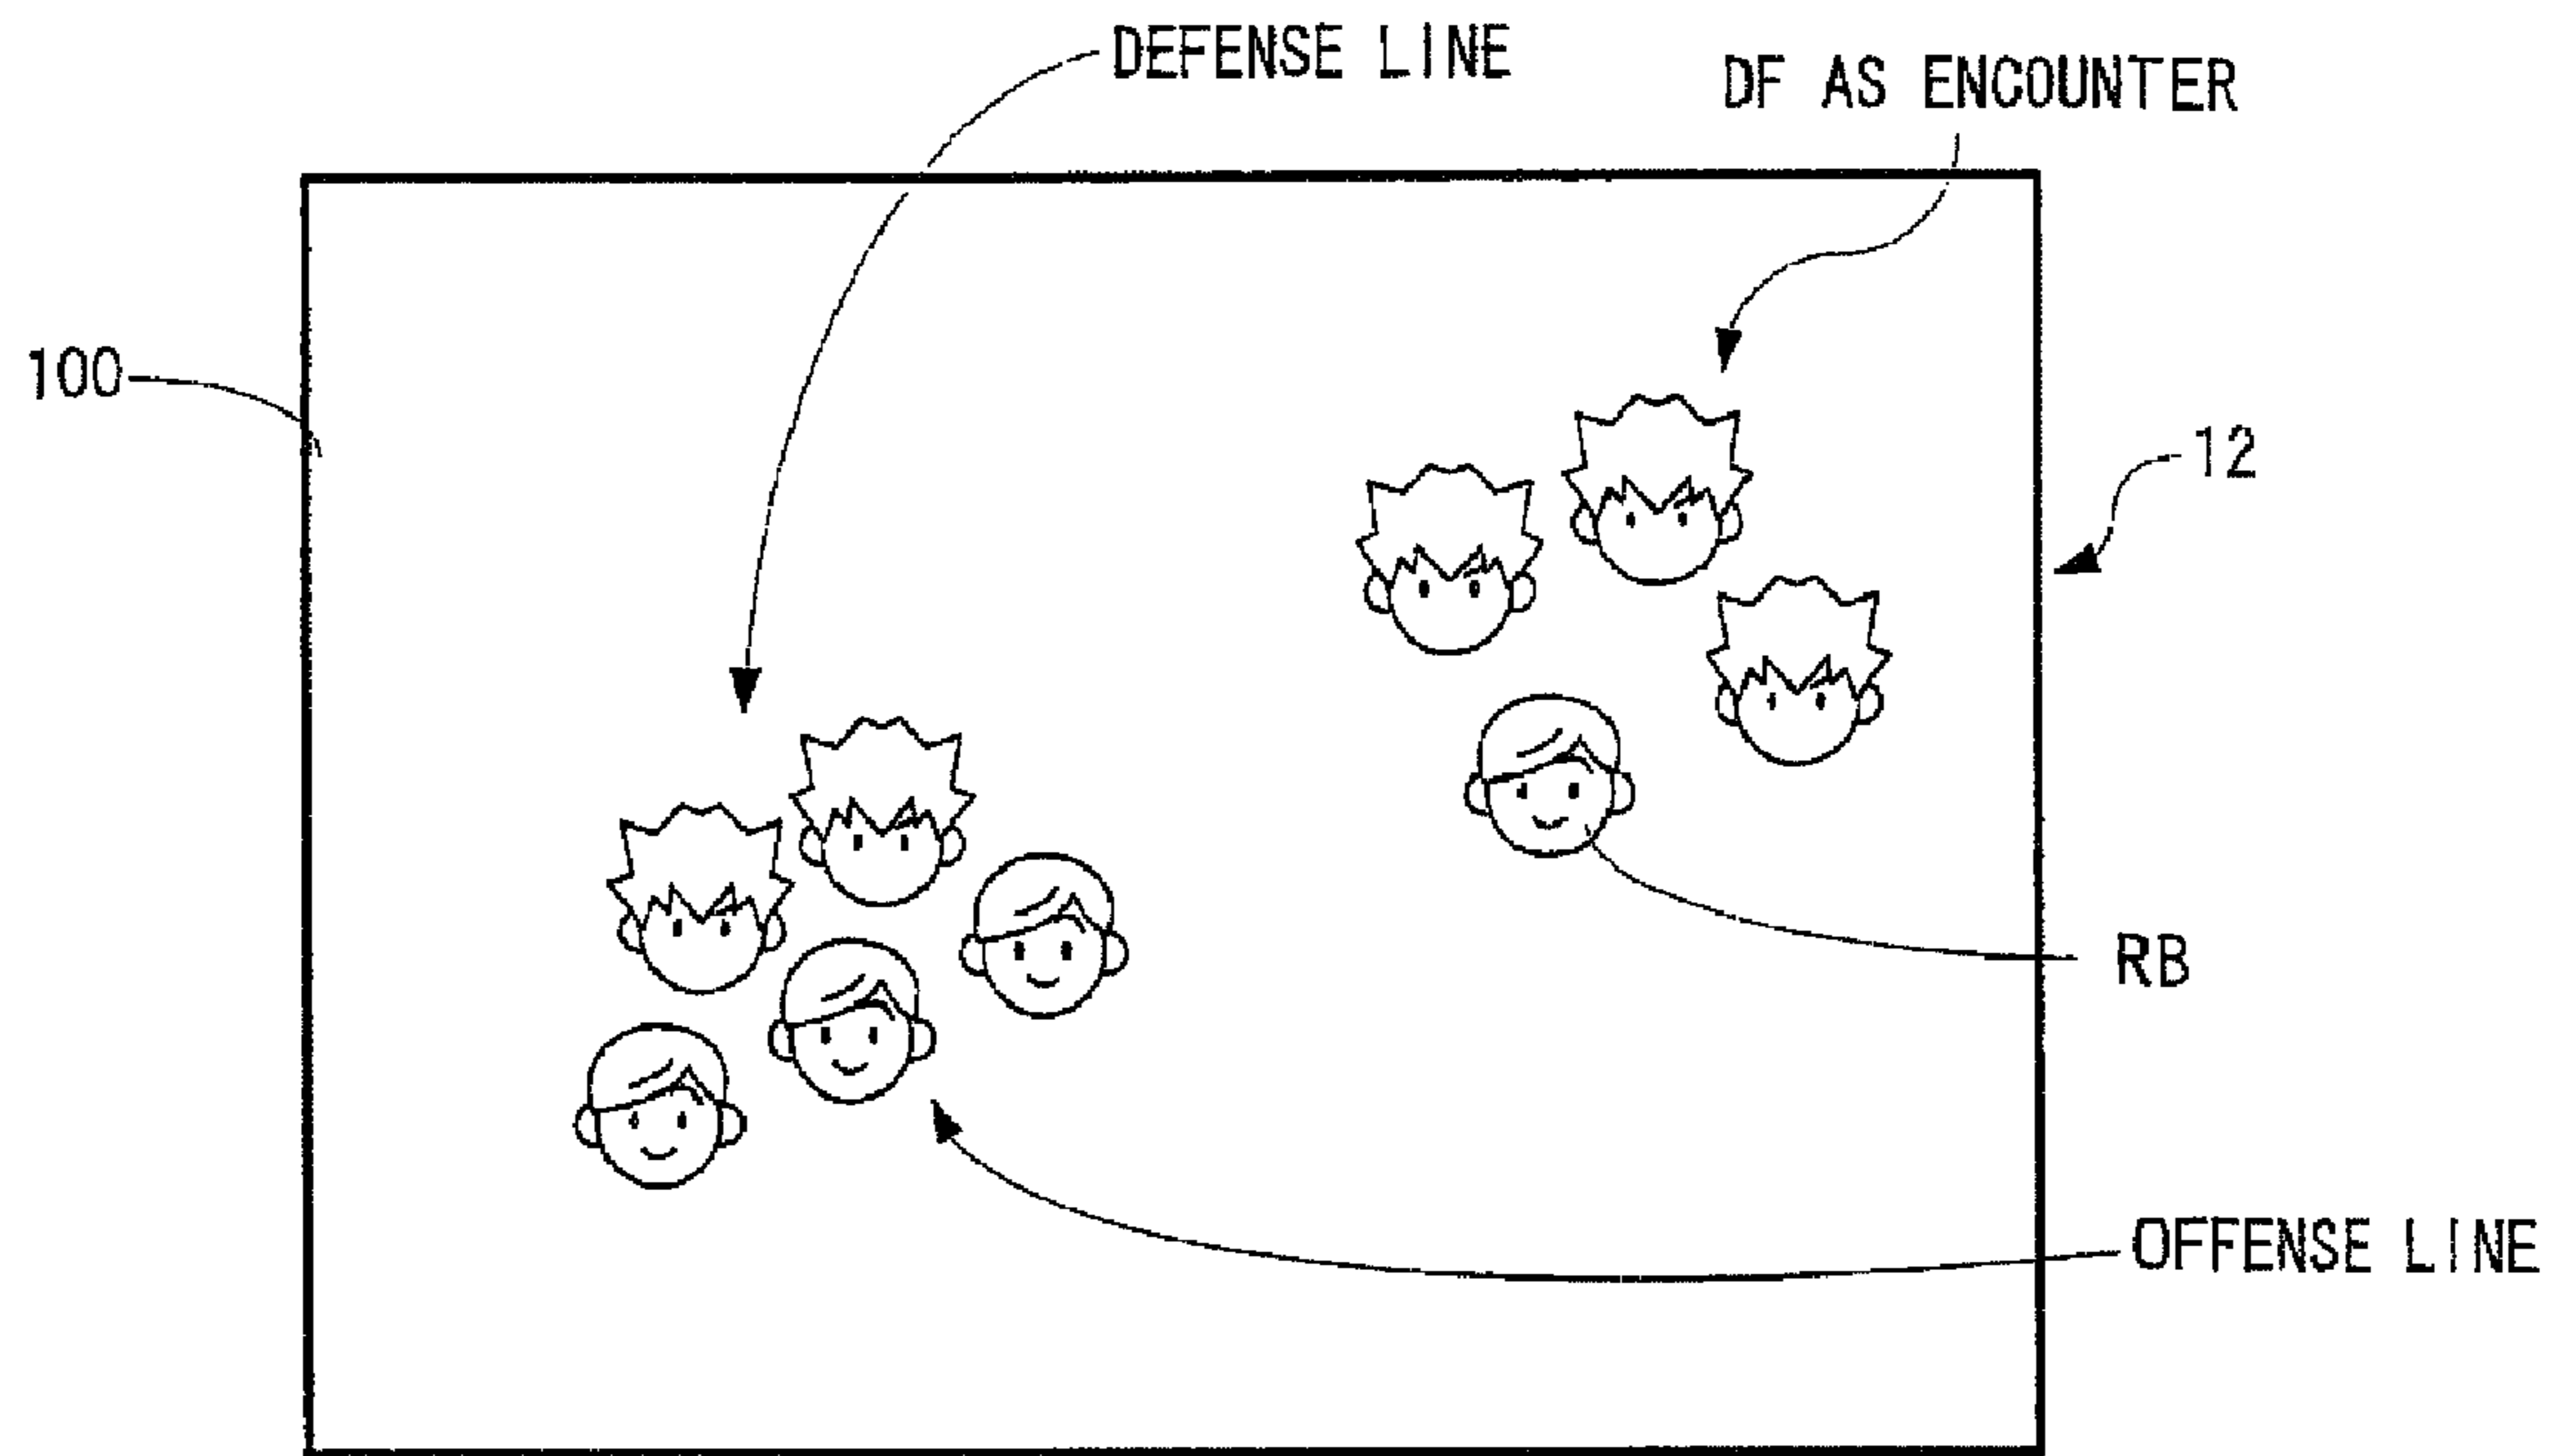 DEFENSE LINE
DF AS ENCOUNTER
100
12
RB
OFFENSE LINE